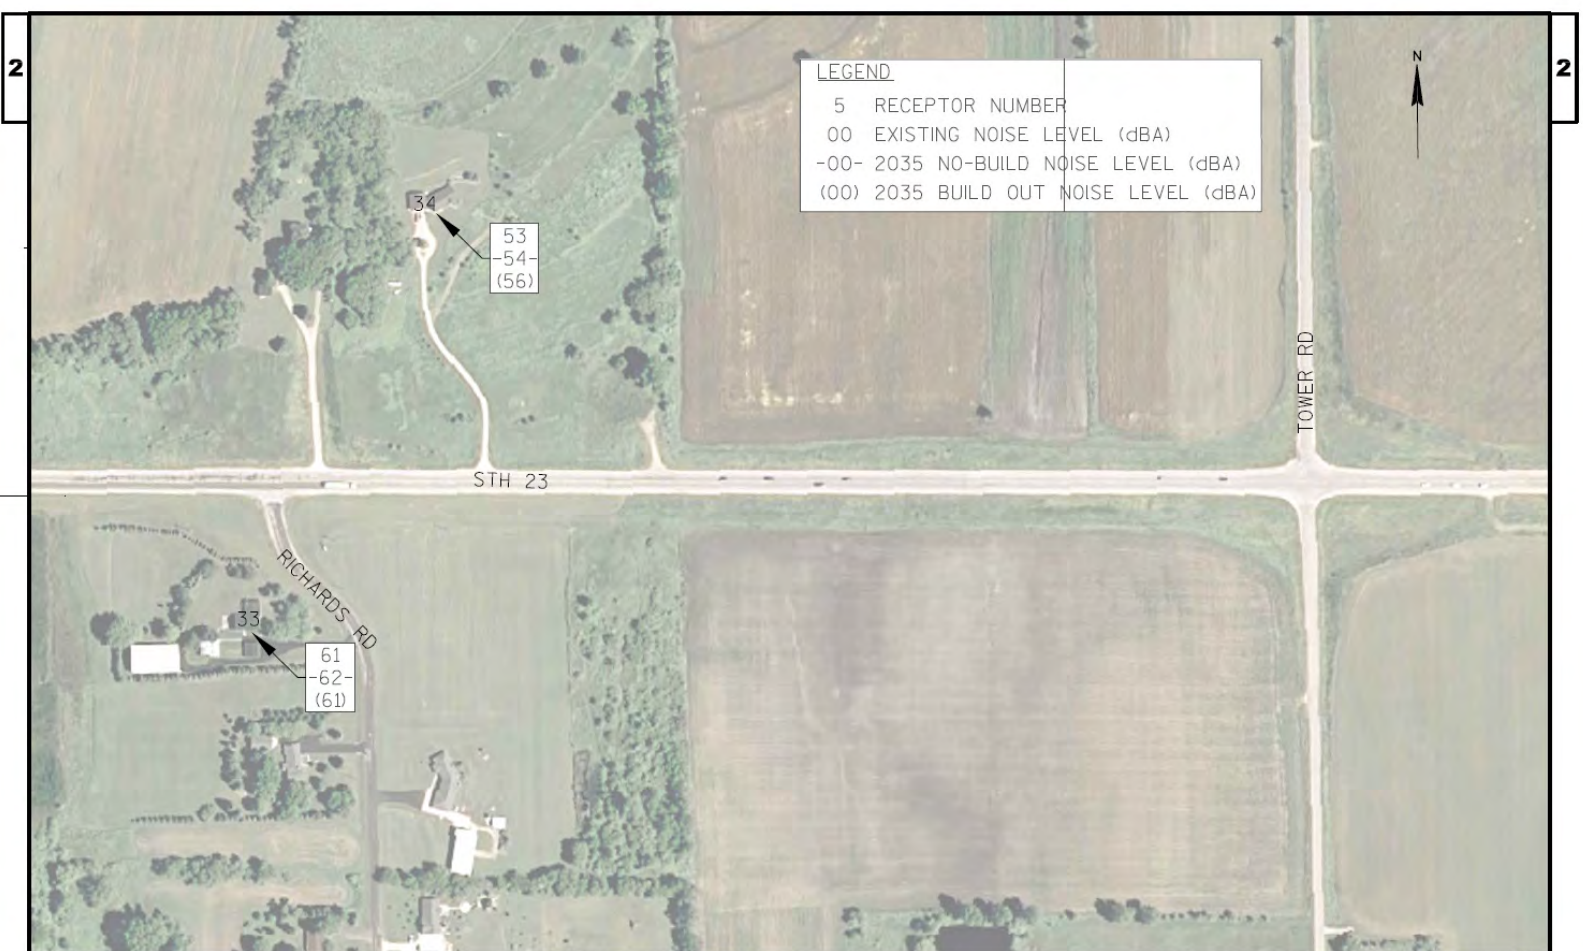 2
2
N
LEGEND
5 RECEPTOR NUMBER
00 EXISTING NOISE LEVEL (dBA)
-00- 2035 NO-BUILD NOISE LEVEL (dBA)
(00) 2035 BUILD OUT NOISE LEVEL (dBA)
34
53
-54-
(56)
TOWER RD
STH 23
RICHARDS RD
33
61
-62-
(61)